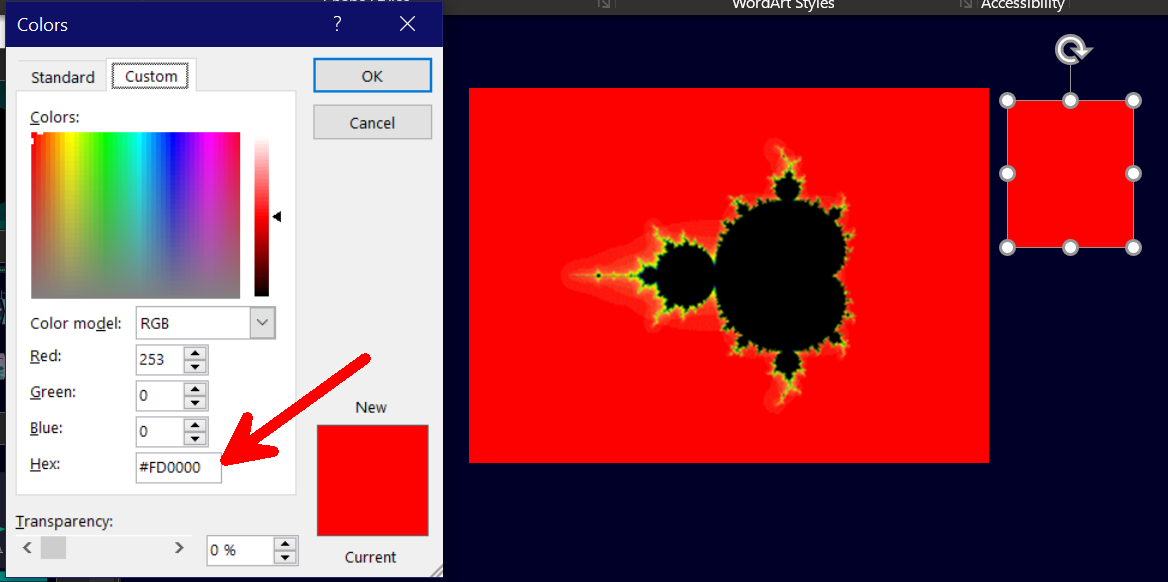 WordArt Styles
Accessibility
Colors
?
Standard
Custom
OK
Cancel
Colors:
Color model: RGB
Red: 253
Green: 0
Blue: 0
Hex: #FD0000
New
Current
Transparency:
0 %